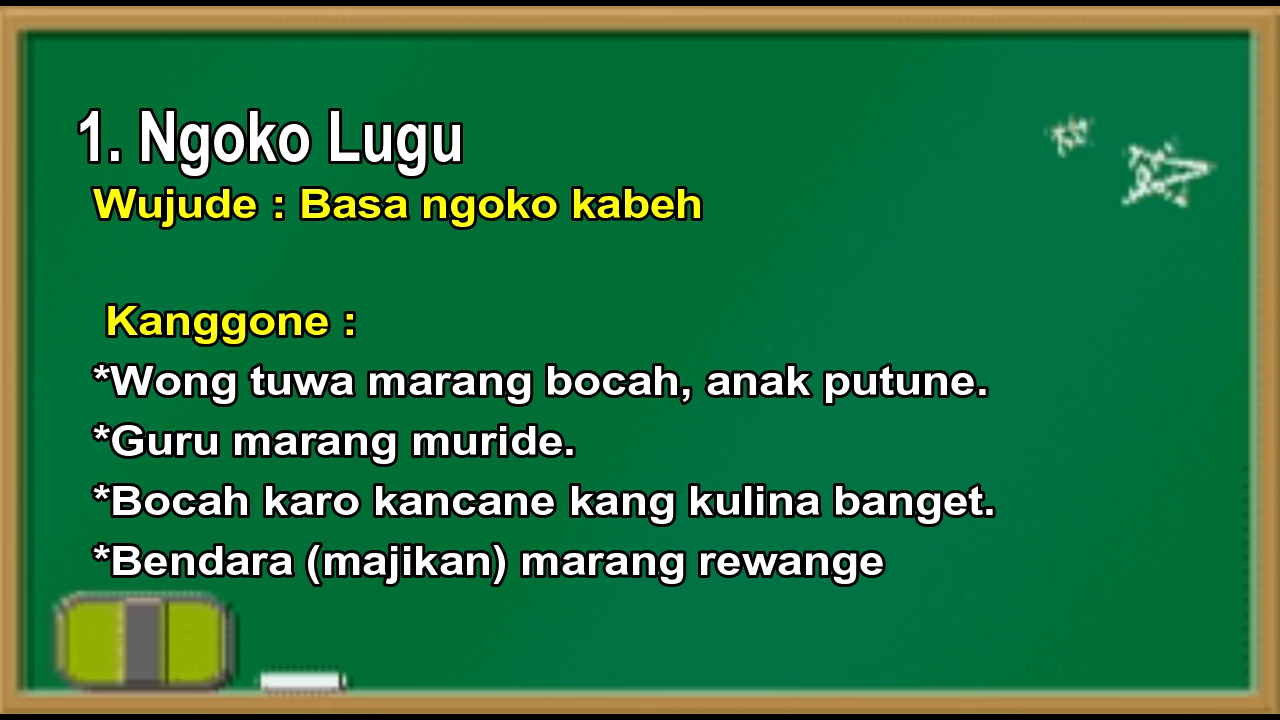 1. Ngoko Lugu
Wujude : Basa ngoko kabeh
Kanggone :
*Wong tuwa marang bocah, anak putune.
*Guru marang muride.
*Bocah karo kancane kang kulina banget.
*Bendara (majikan) marang rewange